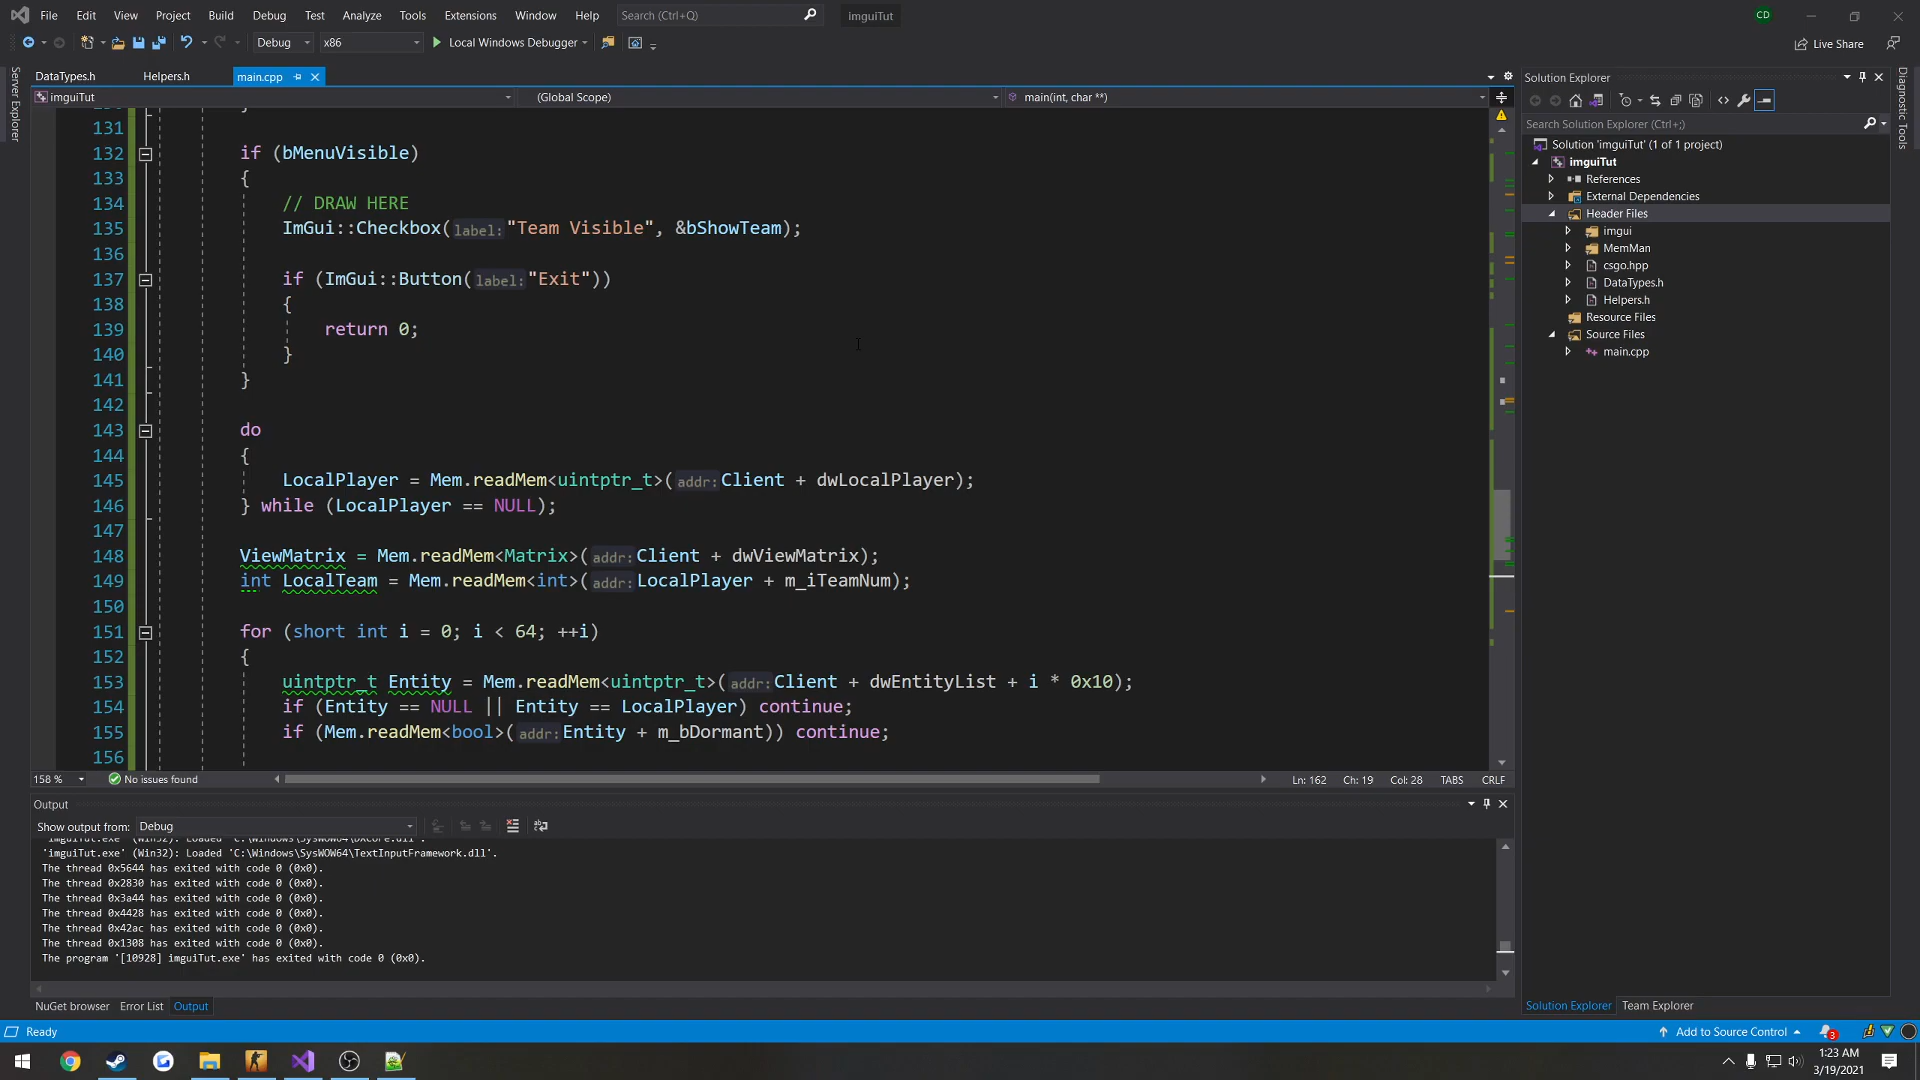 File Edit View Project Build Debug Test Analyze Tools Extensions Window Help Search (Ctrl+Q) imguiTut CD
Debug x86 Local Windows Debugger Live Share
Server Explorer
DataTypes.h Helpers.h main.cpp
imguiTut (Global Scope) main(int, char **)
131
132 if (bMenuVisible)
133 {
134 // DRAW HERE
135 ImGui::Checkbox(label:"Team Visible", &bShowTeam);
136
137 if (ImGui::Button(label:"Exit"))
138 {
139 return 0;
140 }
141 }
142
143 do
144 {
145 LocalPlayer = Mem.readMem<uintptr_t>(addr:Client + dwLocalPlayer);
146 } while (LocalPlayer == NULL);
147
148 ViewMatrix = Mem.readMem<Matrix>(addr:Client + dwViewMatrix);
149 int LocalTeam = Mem.readMem<int>(addr:LocalPlayer + m_iTeamNum);
150
151 for (short int i = 0; i < 64; ++i)
152 {
153 uintptr_t Entity = Mem.readMem<uintptr_t>(addr:Client + dwEntityList + i * 0x10);
154 if (Entity == NULL || Entity == LocalPlayer) continue;
155 if (Mem.readMem<bool>(addr:Entity + m_bDormant)) continue;
156
158 % No issues found Ln: 162 Ch: 19 Col: 28 TABS CRLF
Output
Show output from: Debug
'imguiTut.exe' (Win32): Loaded 'C:\Windows\SysWOW64\DXCore.dll'.
'imguiTut.exe' (Win32): Loaded 'C:\Windows\SysWOW64\TextInputFramework.dll'.
The thread 0x5644 has exited with code 0 (0x0).
The thread 0x2830 has exited with code 0 (0x0).
The thread 0x3a44 has exited with code 0 (0x0).
The thread 0x4428 has exited with code 0 (0x0).
The thread 0x42ac has exited with code 0 (0x0).
The thread 0x1308 has exited with code 0 (0x0).
The program '[10928] imguiTut.exe' has exited with code 0 (0x0).
NuGet browser Error List Output
Solution Explorer
Search Solution Explorer (Ctrl+;)
Solution 'imguiTut' (1 of 1 project)
imguiTut
References
External Dependencies
Header Files
imgui
MemMan
csgo.hpp
DataTypes.h
Helpers.h
Resource Files
Source Files
main.cpp
Solution Explorer Team Explorer
Diagnostic Tools
Ready Add to Source Control 3
1:23 AM
3/19/2021